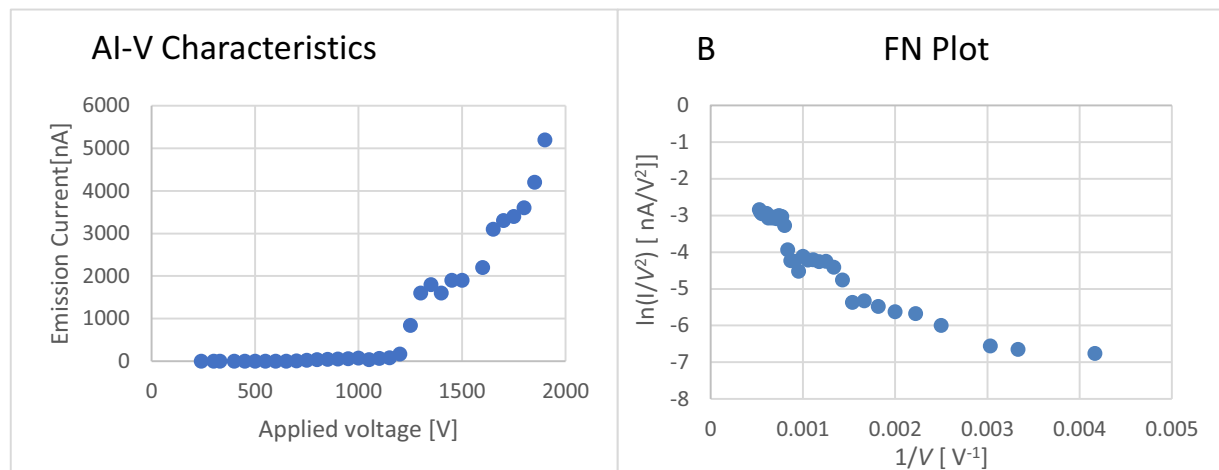 AI-V Characteristics
6000
5000
4000
3000
2000
1000
0
0 500 1000 1500 2000
Emission Current[nA]
Applied voltage [V]
B FN Plot
0
-1
-2
-3
-4
-5
-6
-7
-8
0 0.001 0.002 0.003 0.004 0.005
ln(I/V²) [ nA/V²]]
1/V [ V⁻¹]